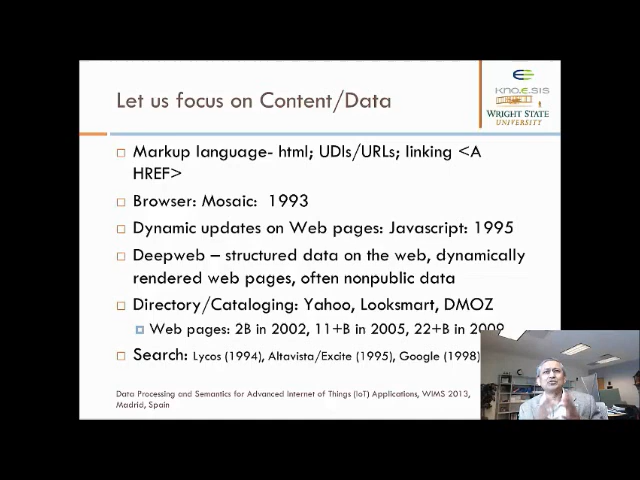 Let us focus on Content/Data
KNO.E.SIS
WRIGHT STATE
UNIVERSITY
Markup language- html; UDIs/URLs; linking <A
HREF>
Browser: Mosaic: 1993
Dynamic updates on Web pages: Javascript: 1995
Deepweb – structured data on the web, dynamically
rendered web pages, often nonpublic data
Directory/Cataloging: Yahoo, Looksmart, DMOZ
Web pages: 2B in 2002, 11+B in 2005, 22+B in 2009
Search: Lycos (1994), Altavista/Excite (1995), Google (1998)
Data Processing and Semantics for Advanced Internet of Things (IoT) Applications, WIMS 2013,
Madrid, Spain